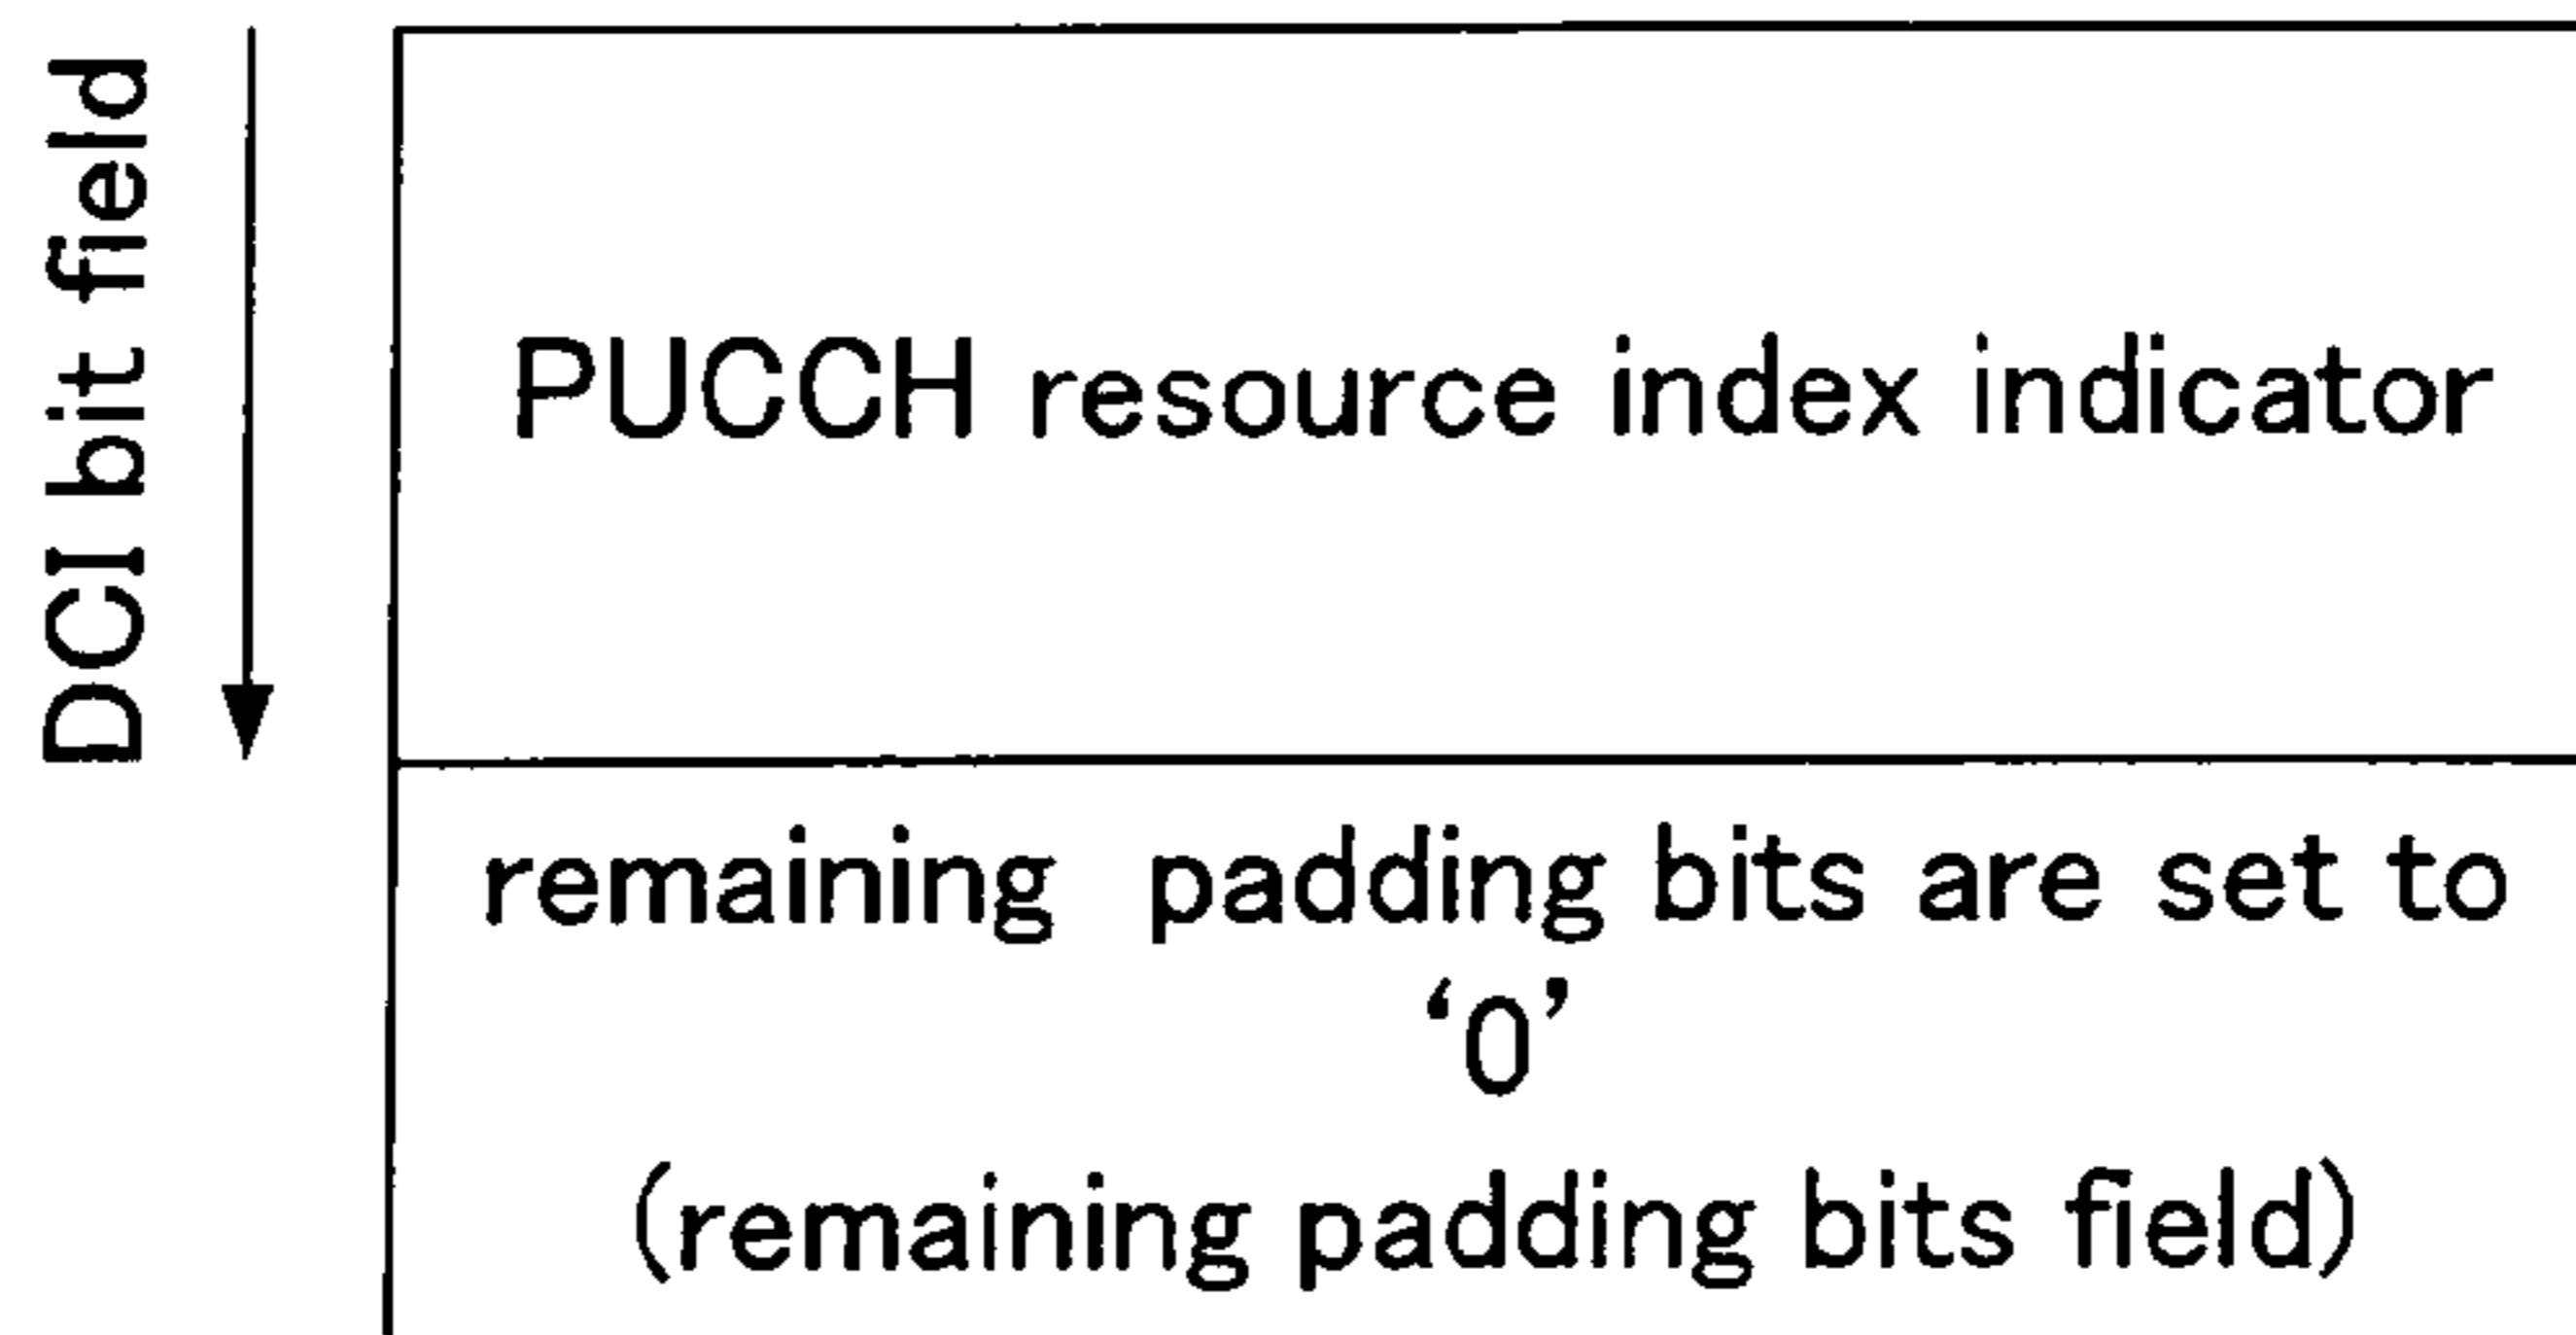 DCI bit field
PUCCH resource index indicator
remaining padding bits are set to
‘0’
(remaining padding bits field)